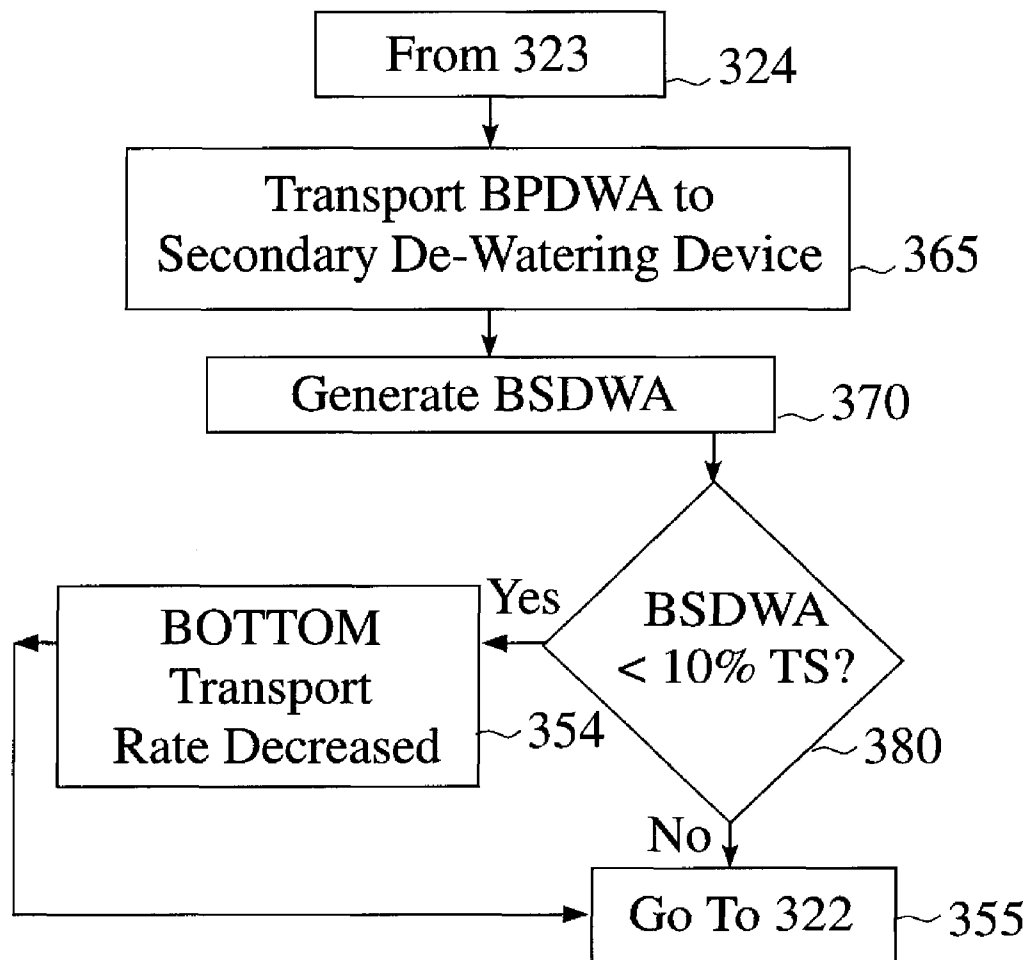 From 323
324
Transport BPDWA to
Secondary De-Watering Device
365
Generate BSDWA
370
BSDWA
< 10% TS?
380
Yes
BOTTOM
Transport
Rate Decreased
354
No
Go To 322
355